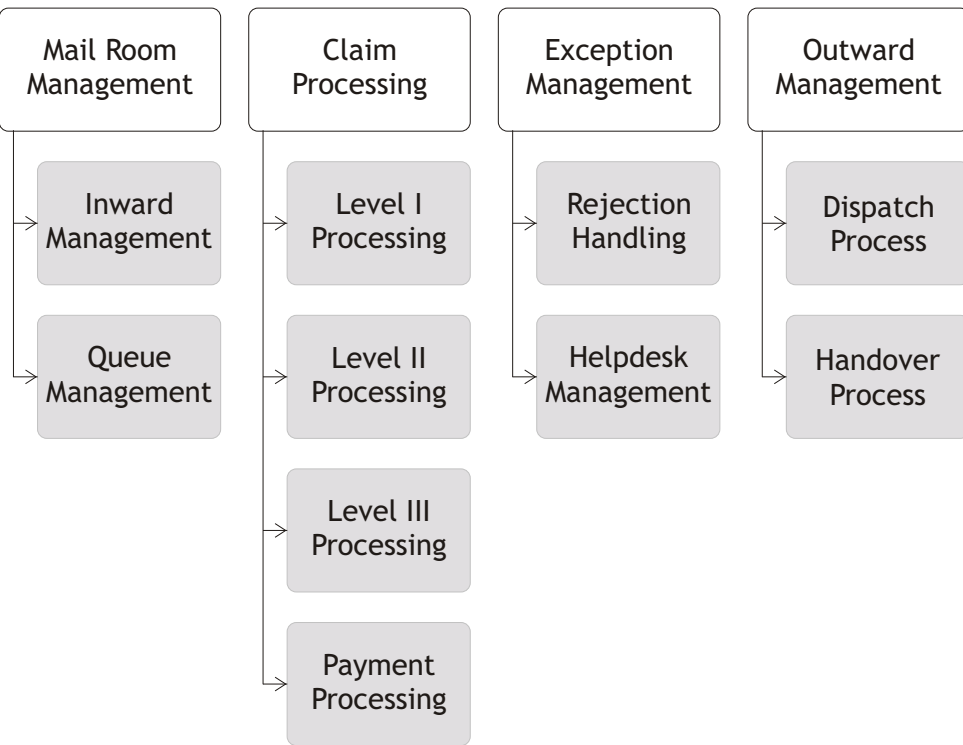 Mail Room
Management
Inward
Management
Queue
Management
Claim
Processing
Level I
Processing
Level II
Processing
Level III
Processing
Payment
Processing
Exception
Management
Rejection
Handling
Helpdesk
Management
Outward
Management
Dispatch
Process
Handover
Process